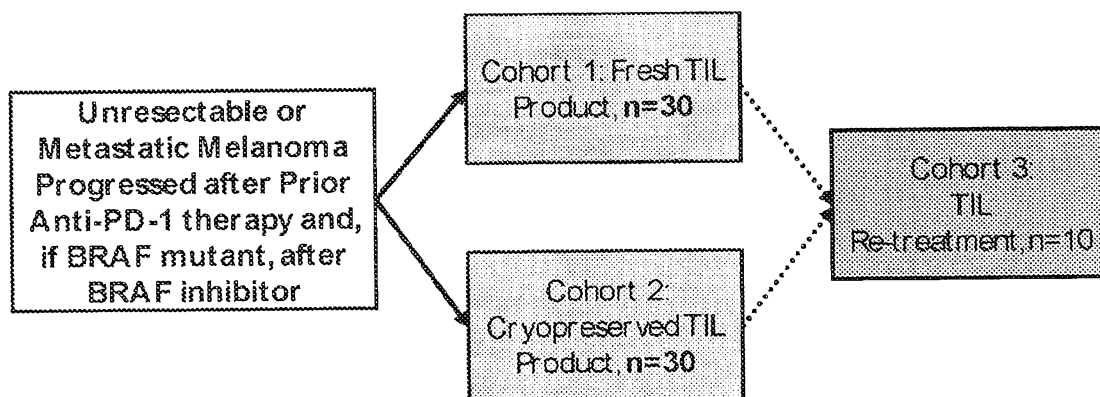 Unresectable or
Metastatic Melanoma
Progressed after Prior
Anti-PD-1 therapy and,
if BRAF mutant, after
BRAF inhibitor
Cohort 1: Fresh TIL
Product, n=30
Cohort 2:
Cryopreserved TIL
Product, n=30
Cohort 3:
TIL
Re-treatment, n=10